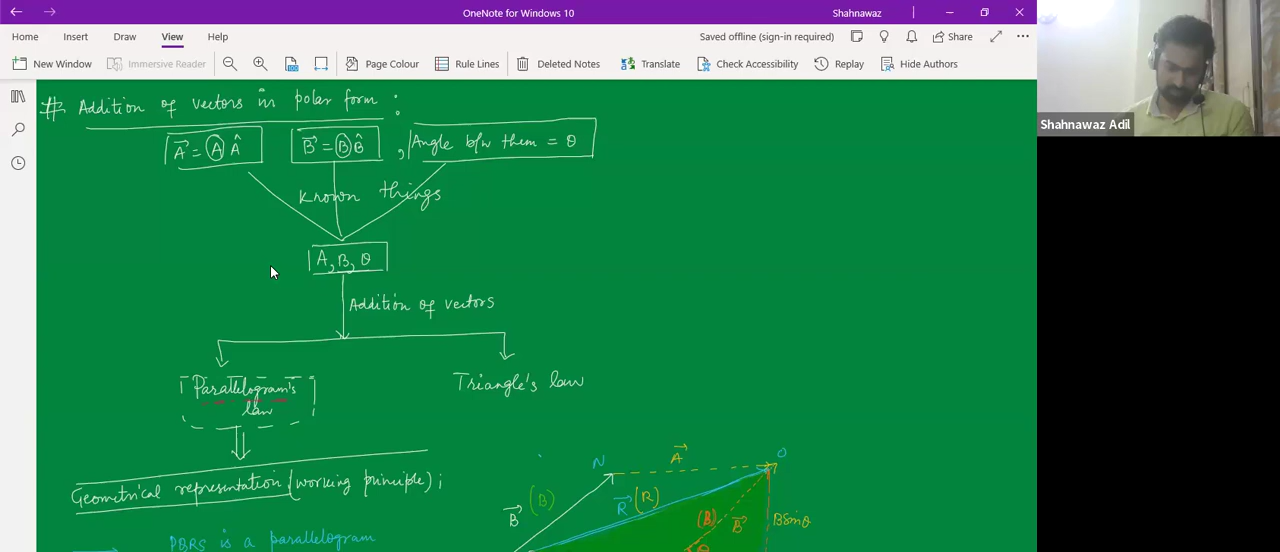 OneNote for Windows 10
Shahnawaz
Home Insert Draw View Help
Saved offline (sign-in required)
Share
New Window
Immersive Reader
Page Colour
Rule Lines
Deleted Notes
Translate
Check Accessibility
Replay
Hide Authors
Shahnawaz Adil
# Addition of vectors in polar form :
A⃗ = A Â
B⃗ = B B̂
, Angle b/w them = θ
Known things
A, B, θ
Addition of vectors
Parallelogram's
law
Triangle's law
Geometrical representation (working principle) ;
PBRS is a parallelogram
N
A⃗
O
B⃗ (B)
R⃗ (R)
(B) B⃗
B sinθ
θ